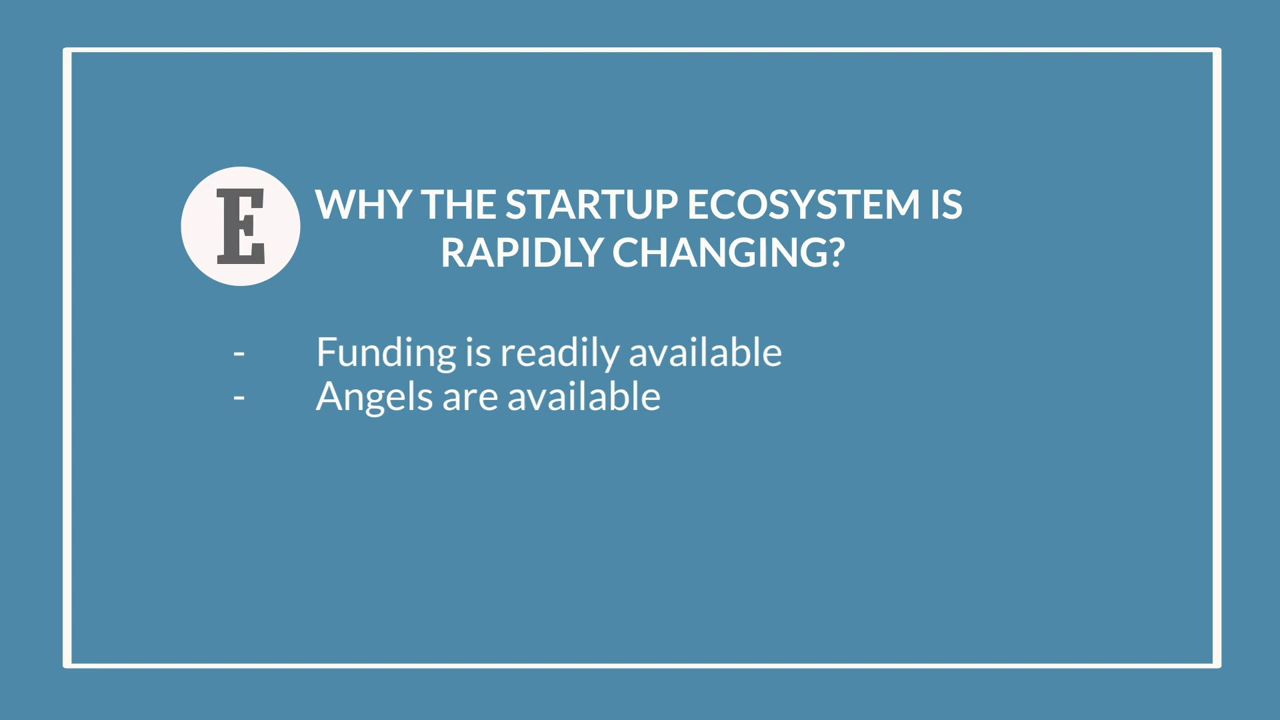 E
WHY THE STARTUP ECOSYSTEM IS
RAPIDLY CHANGING?
- Funding is readily available
- Angels are available